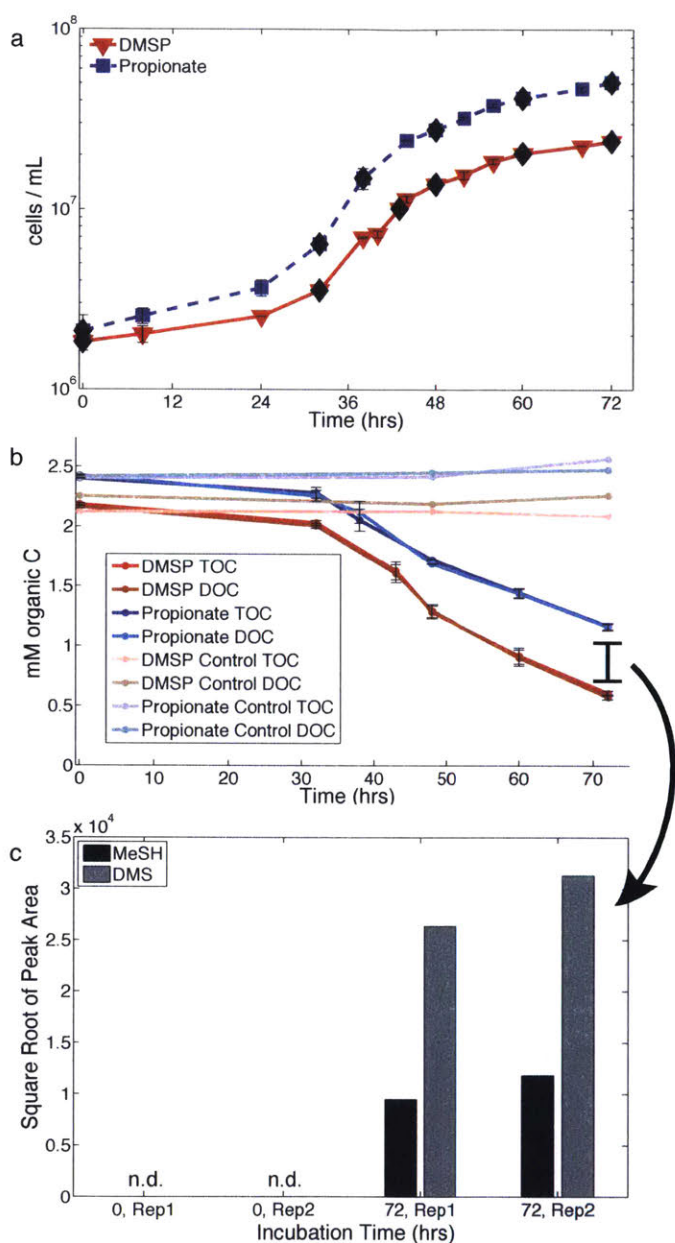 a
10^8
DMSP
Propionate
cells / mL
10^7
10^6
0 12 24 36 48 60 72
Time (hrs)
b
2.5
2
1.5
1
0.5
0
mM organic C
DMSP TOC
DMSP DOC
Propionate TOC
Propionate DOC
DMSP Control TOC
DMSP Control DOC
Propionate Control TOC
Propionate Control DOC
0 10 20 30 40 50 60 70
Time (hrs)
c
x 10^4
3.5
3
2.5
2
1.5
1
0.5
0
Square Root of Peak Area
MeSH
DMS
n.d. n.d.
0, Rep1 0, Rep2 72, Rep1 72, Rep2
Incubation Time (hrs)